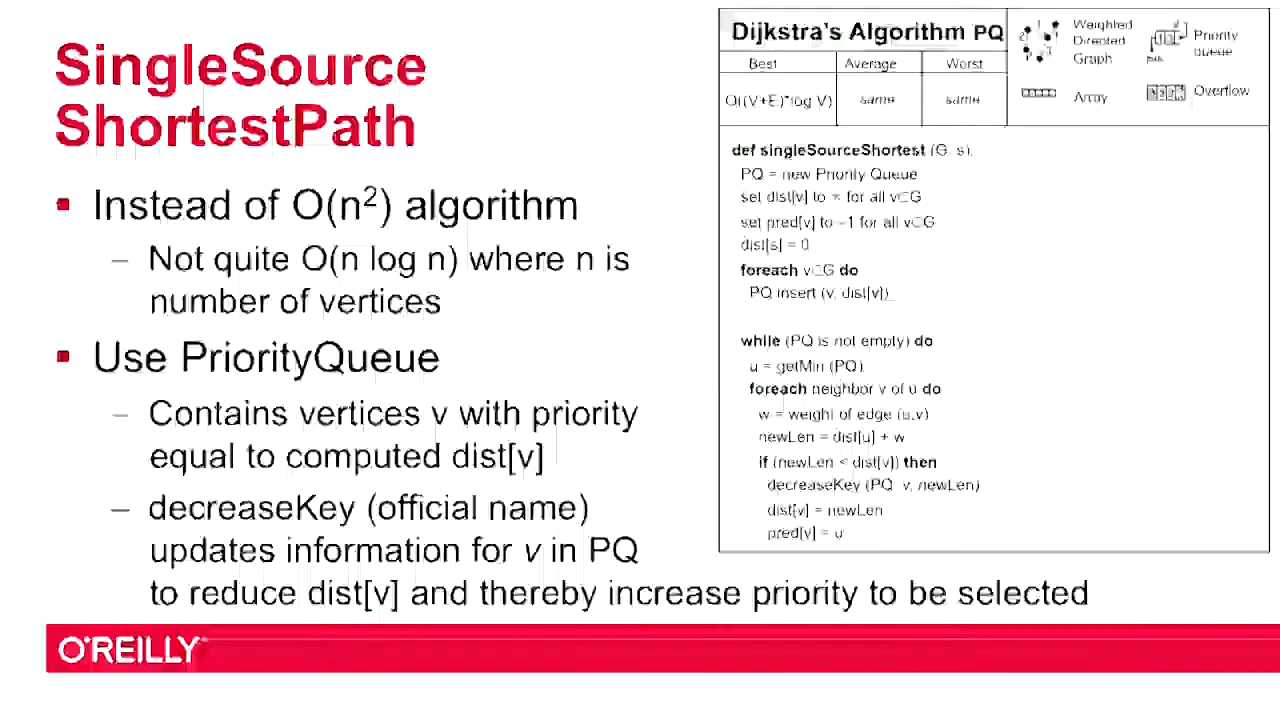 SingleSource
ShortestPath
▪ Instead of O(n²) algorithm
– Not quite O(n log n) where n is
number of vertices
▪ Use PriorityQueue
– Contains vertices v with priority
equal to computed dist[v]
– decreaseKey (official name)
updates information for v in PQ
to reduce dist[v] and thereby increase priority to be selected
Dijkstra's Algorithm PQ
Best Average Worst
O((V+E)*log V) same same
Weighted
Directed
Graph
Priority
Queue
Array
Overflow
def singleSourceShortest (G, s)
PQ = new Priority Queue
set dist[v] to ∞ for all v∈G
set pred[v] to –1 for all v∈G
dist[s] = 0
foreach v∈G do
PQ insert (v, dist[v])
while (PQ is not empty) do
u = getMin (PQ)
foreach neighbor v of u do
w = weight of edge (u,v)
newLen = dist[u] + w
if (newLen < dist[v]) then
decreaseKey (PQ, v, newLen)
dist[v] = newLen
pred[v] = u
O'REILLY